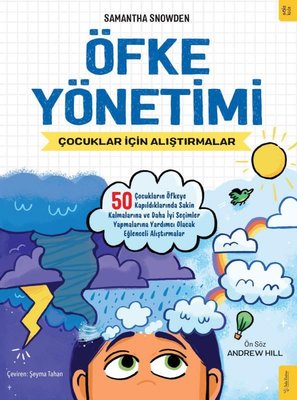 SAMANTHA SNOWDEN
ÖFKE
YÖNETİMİ
ÇOCUKLAR İÇİN ALIŞTIRMALAR
50 Çocukların Öfkeye
Kapıldıklarında Sakin
Kalmalarına ve Daha İyi Seçimler
Yapmalarına Yardımcı Olacak
Eğlenceli Alıştırmalar
Ön Söz
ANDREW HILL
Çeviren: Şeyma Tahan